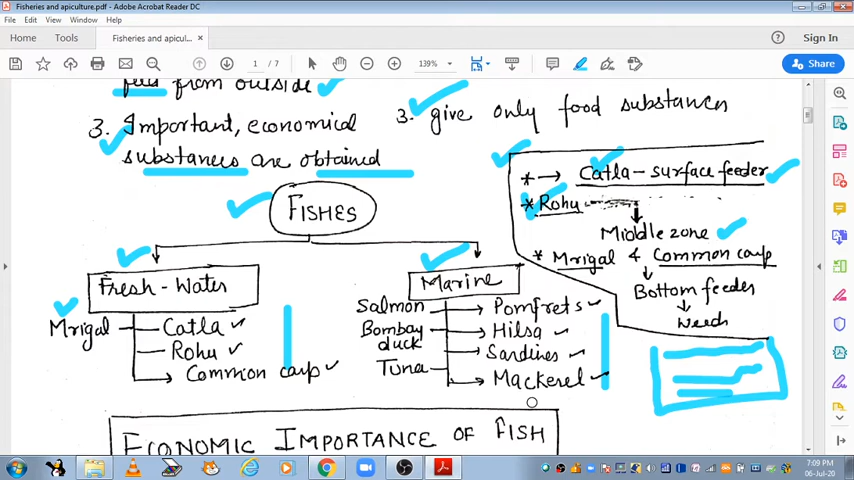 Fisheries and apiculture.pdf - Adobe Acrobat Reader DC
File Edit View Window Help
Home Tools Fisheries and apicul... × Sign In
1 / 7 139% Share
fees from outside
3. Important, economical
substances are obtained
3. give only food substances
FISHES
Fresh-Water
Mrigal
Catla
Rohu
Common carp
Marine
Salmon
Bombay
duck
Tuna
Pomfrets
Hilsa
Sardines
Mackerel
* → Catla - surface feeder
* Rohu
Middle zone
* Mrigal & Common carp
Bottom feeder
↓
weeds
ECONOMIC IMPORTANCE OF FISH
7:09 PM
06-Jul-20